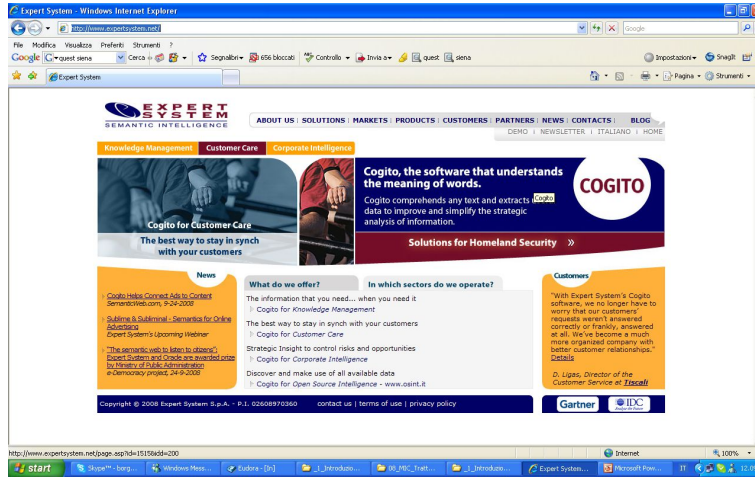 Expert System - Windows Internet Explorer
http://www.expertsystem.net/
Google
File Modifica Visualizza Preferiti Strumenti ?
Google G quest siena Cerca Segnalibri 656 bloccati Controllo Invia a quest siena Impostazioni SnagIt
Expert System Pagina Strumenti
EXPERT SYSTEM
SEMANTIC INTELLIGENCE
ABOUT US SOLUTIONS MARKETS PRODUCTS CUSTOMERS PARTNERS NEWS CONTACTS BLOG
DEMO NEWSLETTER ITALIANO HOME
Knowledge Management Customer Care Corporate Intelligence
Cogito, the software that understands
the meaning of words.
Cogito comprehends any text and extracts Cogito
data to improve and simplify the strategic
analysis of information.
COGITO
Cogito for Customer Care
The best way to stay in synch
with your customers
Solutions for Homeland Security »
News
Cogito Helps Connect Ads to Content
SemanticWeb.com, 9-24-2008
Sublime & Subliminal - Semantics for Online
Advertising
Expert System's Upcoming Webinar
"The semantic web to listen to citizens":
Expert System and Oracle are awarded prize
by Ministry of Public Administration
e-Democracy project, 24-9-2008
What do we offer? In which sectors do we operate?
The information that you need... when you need it
Cogito for Knowledge Management
The best way to stay in synch with your customers
Cogito for Customer Care
Strategic Insight to control risks and opportunities
Cogito for Corporate Intelligence
Discover and make use of all available data
Cogito for Open Source Intelligence - www.osint.it
Customers
"With Expert System's Cogito
software, we no longer have to
worry that our customers'
requests weren't answered
correctly or frankly, answered
at all. We've become a much
more organized company with
better customer relationships."
Details
D. Ligas, Director of the
Customer Service at Tiscali
Copyright © 2008 Expert System S.p.A. - P.I. 02608970360 contact us | terms of use | privacy policy
Gartner IDC
http://www.expertsystem.net/page.asp?id=1515&idd=200 Internet 100%
start Skype™ - borg... Windows Mess... Eudora - [In] _1_Introduzio... 08_MIC_Tratt... _1_Introduzio... Expert System... Microsoft Pow... IT 12.09